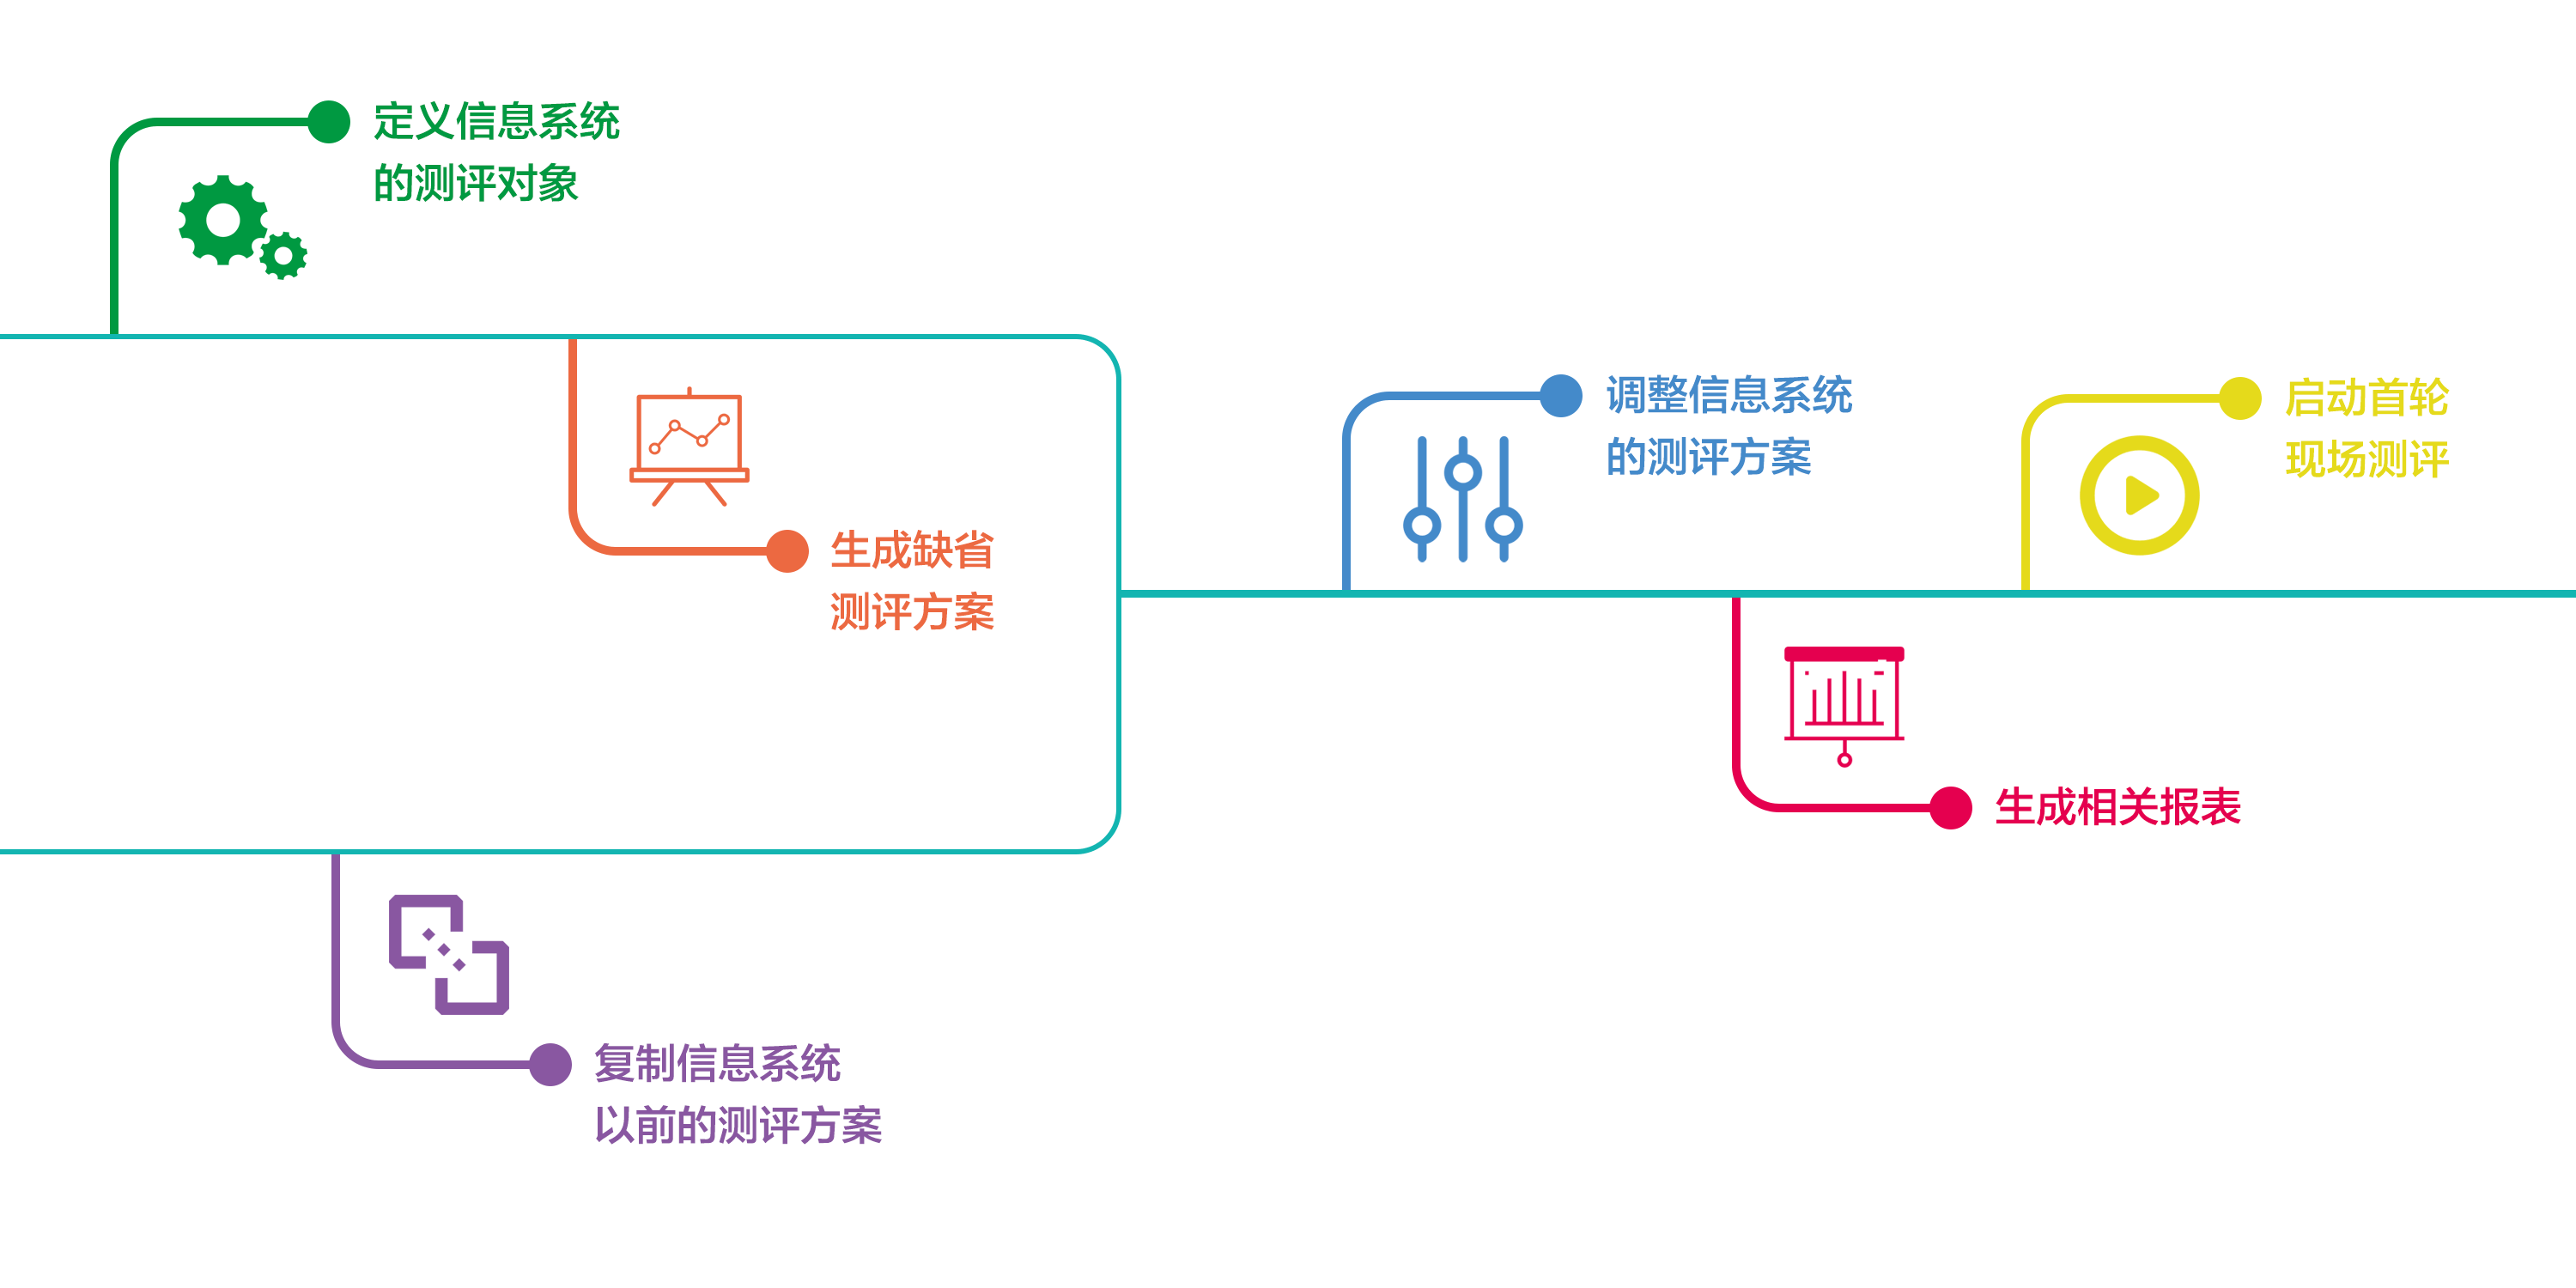 定义信息系统
的测评对象
生成缺省
测评方案
复制信息系统
以前的测评方案
调整信息系统
的测评方案
生成相关报表
启动首轮
现场测评